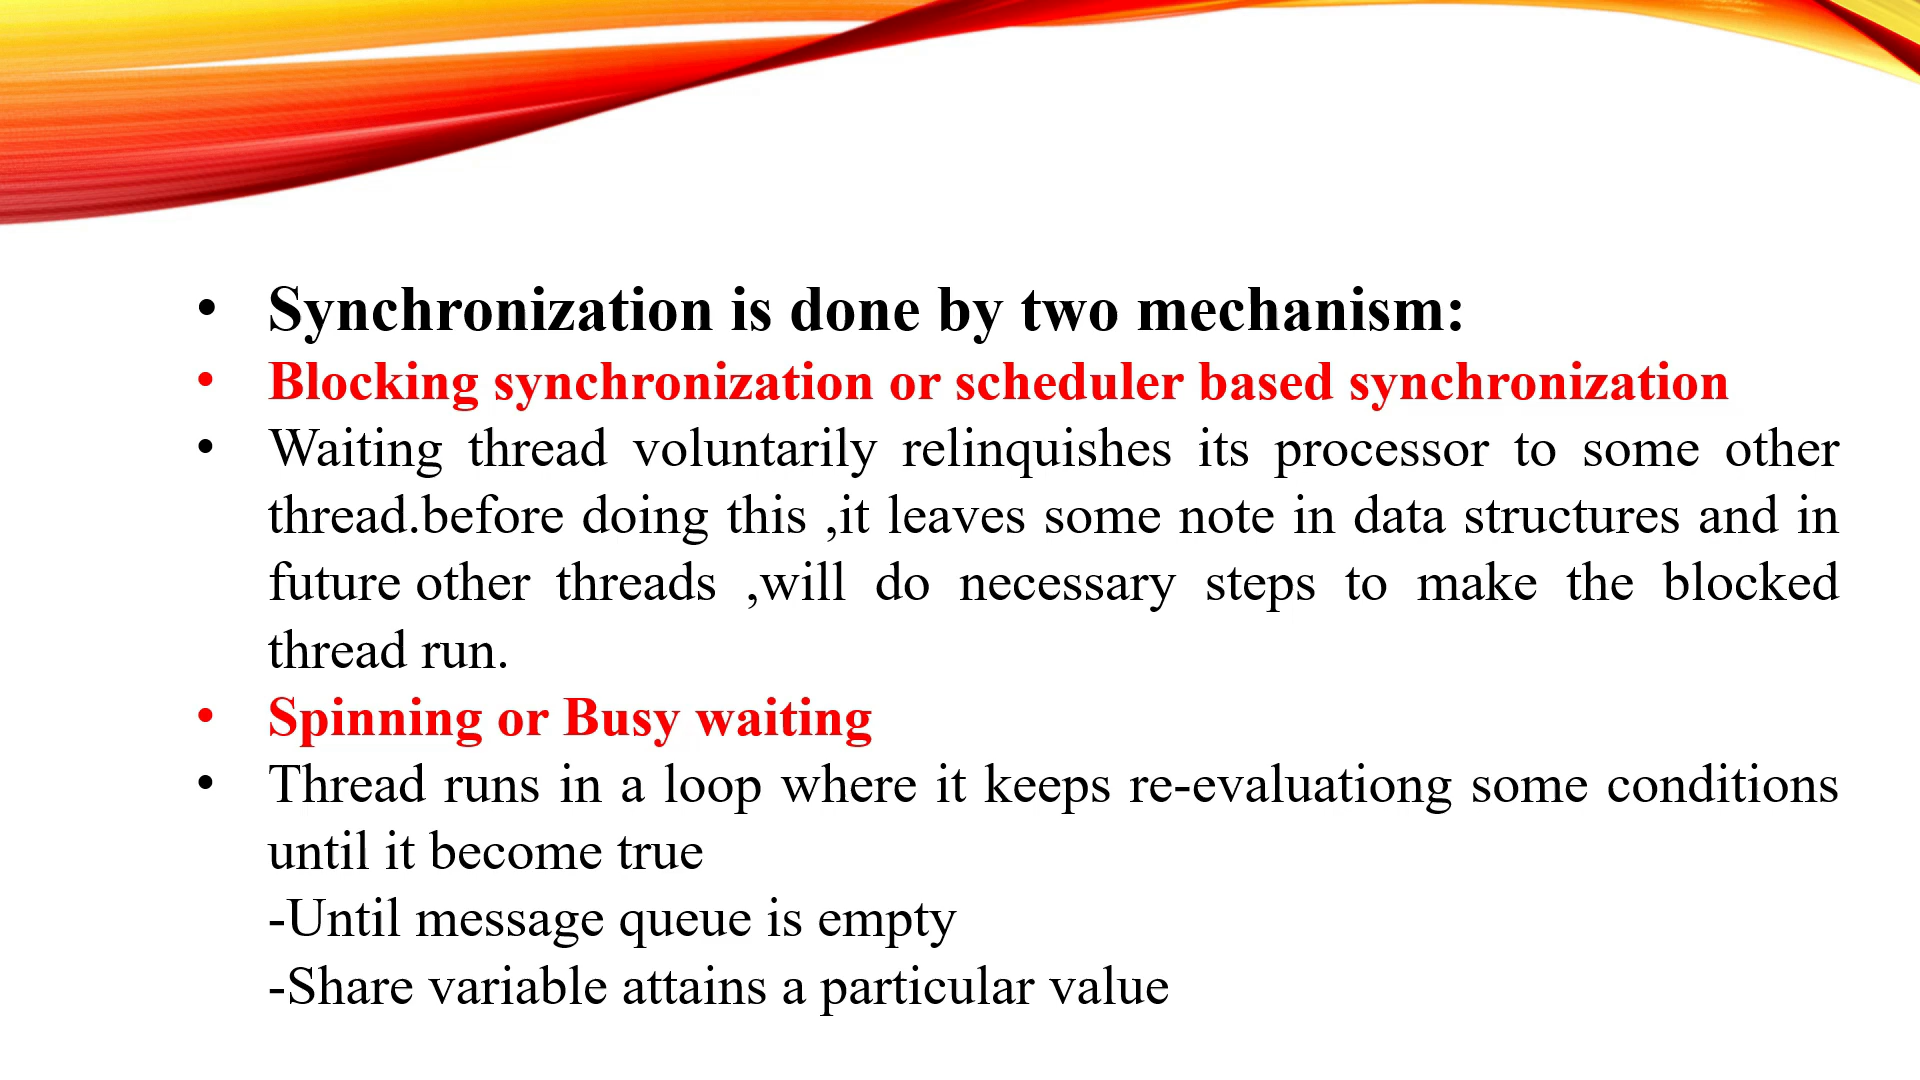 • Synchronization is done by two mechanism:
• Blocking synchronization or scheduler based synchronization
• Waiting thread voluntarily relinquishes its processor to some other
thread.before doing this ,it leaves some note in data structures and in
future other threads ,will do necessary steps to make the blocked
thread run.
• Spinning or Busy waiting
• Thread runs in a loop where it keeps re-evaluationg some conditions
until it become true
-Until message queue is empty
-Share variable attains a particular value